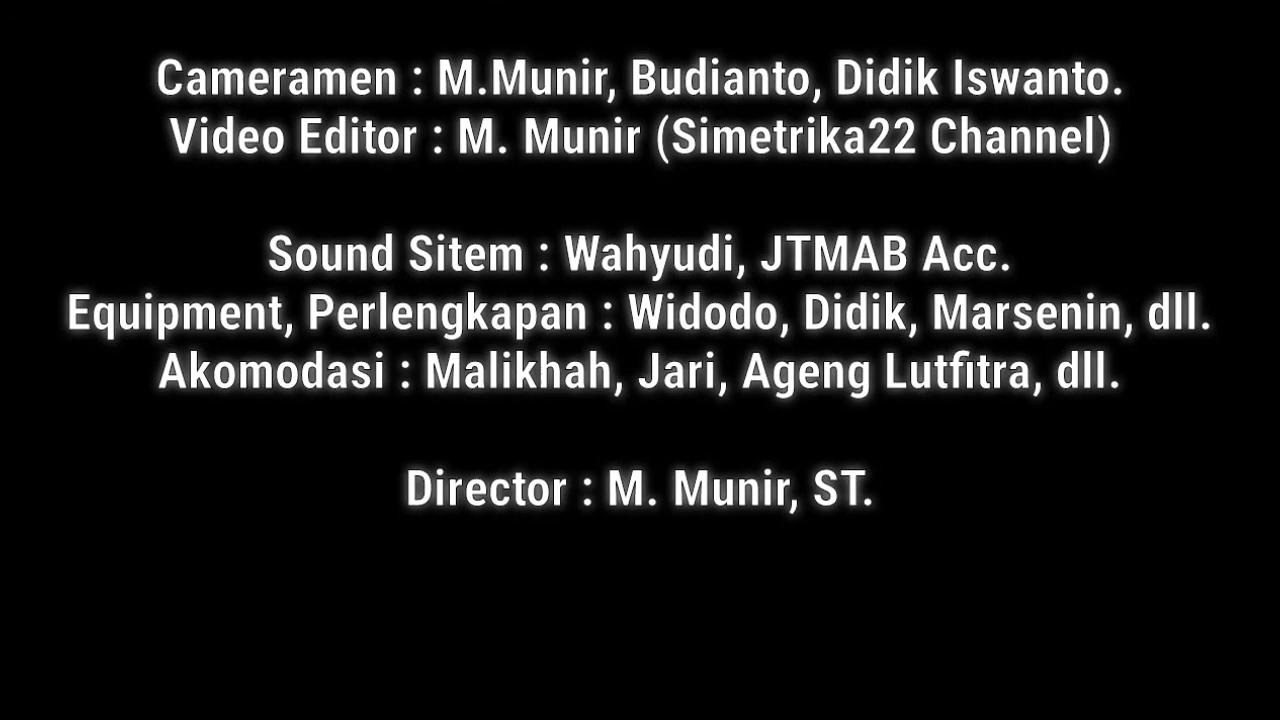 Cameramen : M.Munir, Budianto, Didik Iswanto.
Video Editor : M. Munir (Simetrika22 Channel)
Sound Sitem : Wahyudi, JTMAB Acc.
Equipment, Perlengkapan : Widodo, Didik, Marsenin, dll.
Akomodasi : Malikhah, Jari, Ageng Lutfitra, dll.
Director : M. Munir, ST.